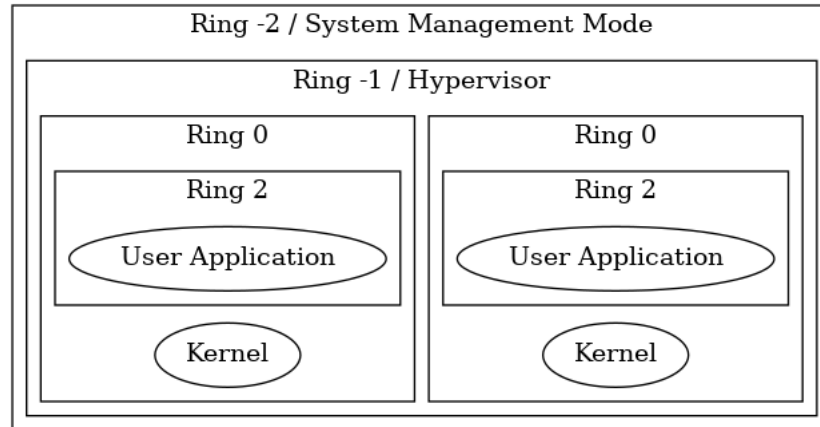 Ring -2 / System Management Mode
Ring -1 / Hypervisor
Ring 0
Ring 2
User Application
Kernel
Ring 0
Ring 2
User Application
Kernel